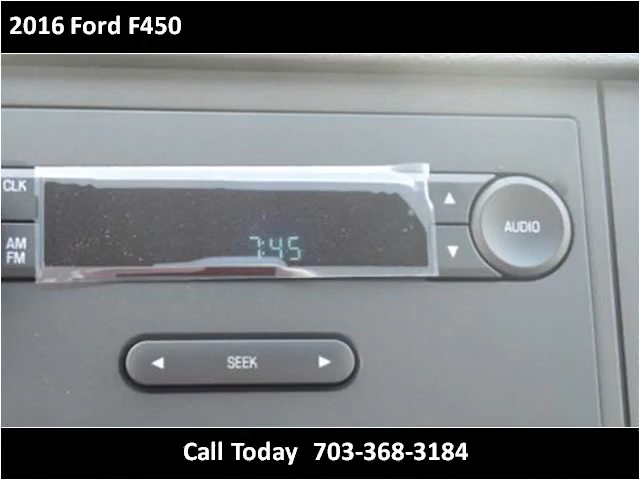 2016 Ford F450
CLK
AM
FM
7:45
▲
▼
AUDIO
◀ SEEK ▶
Call Today 703-368-3184